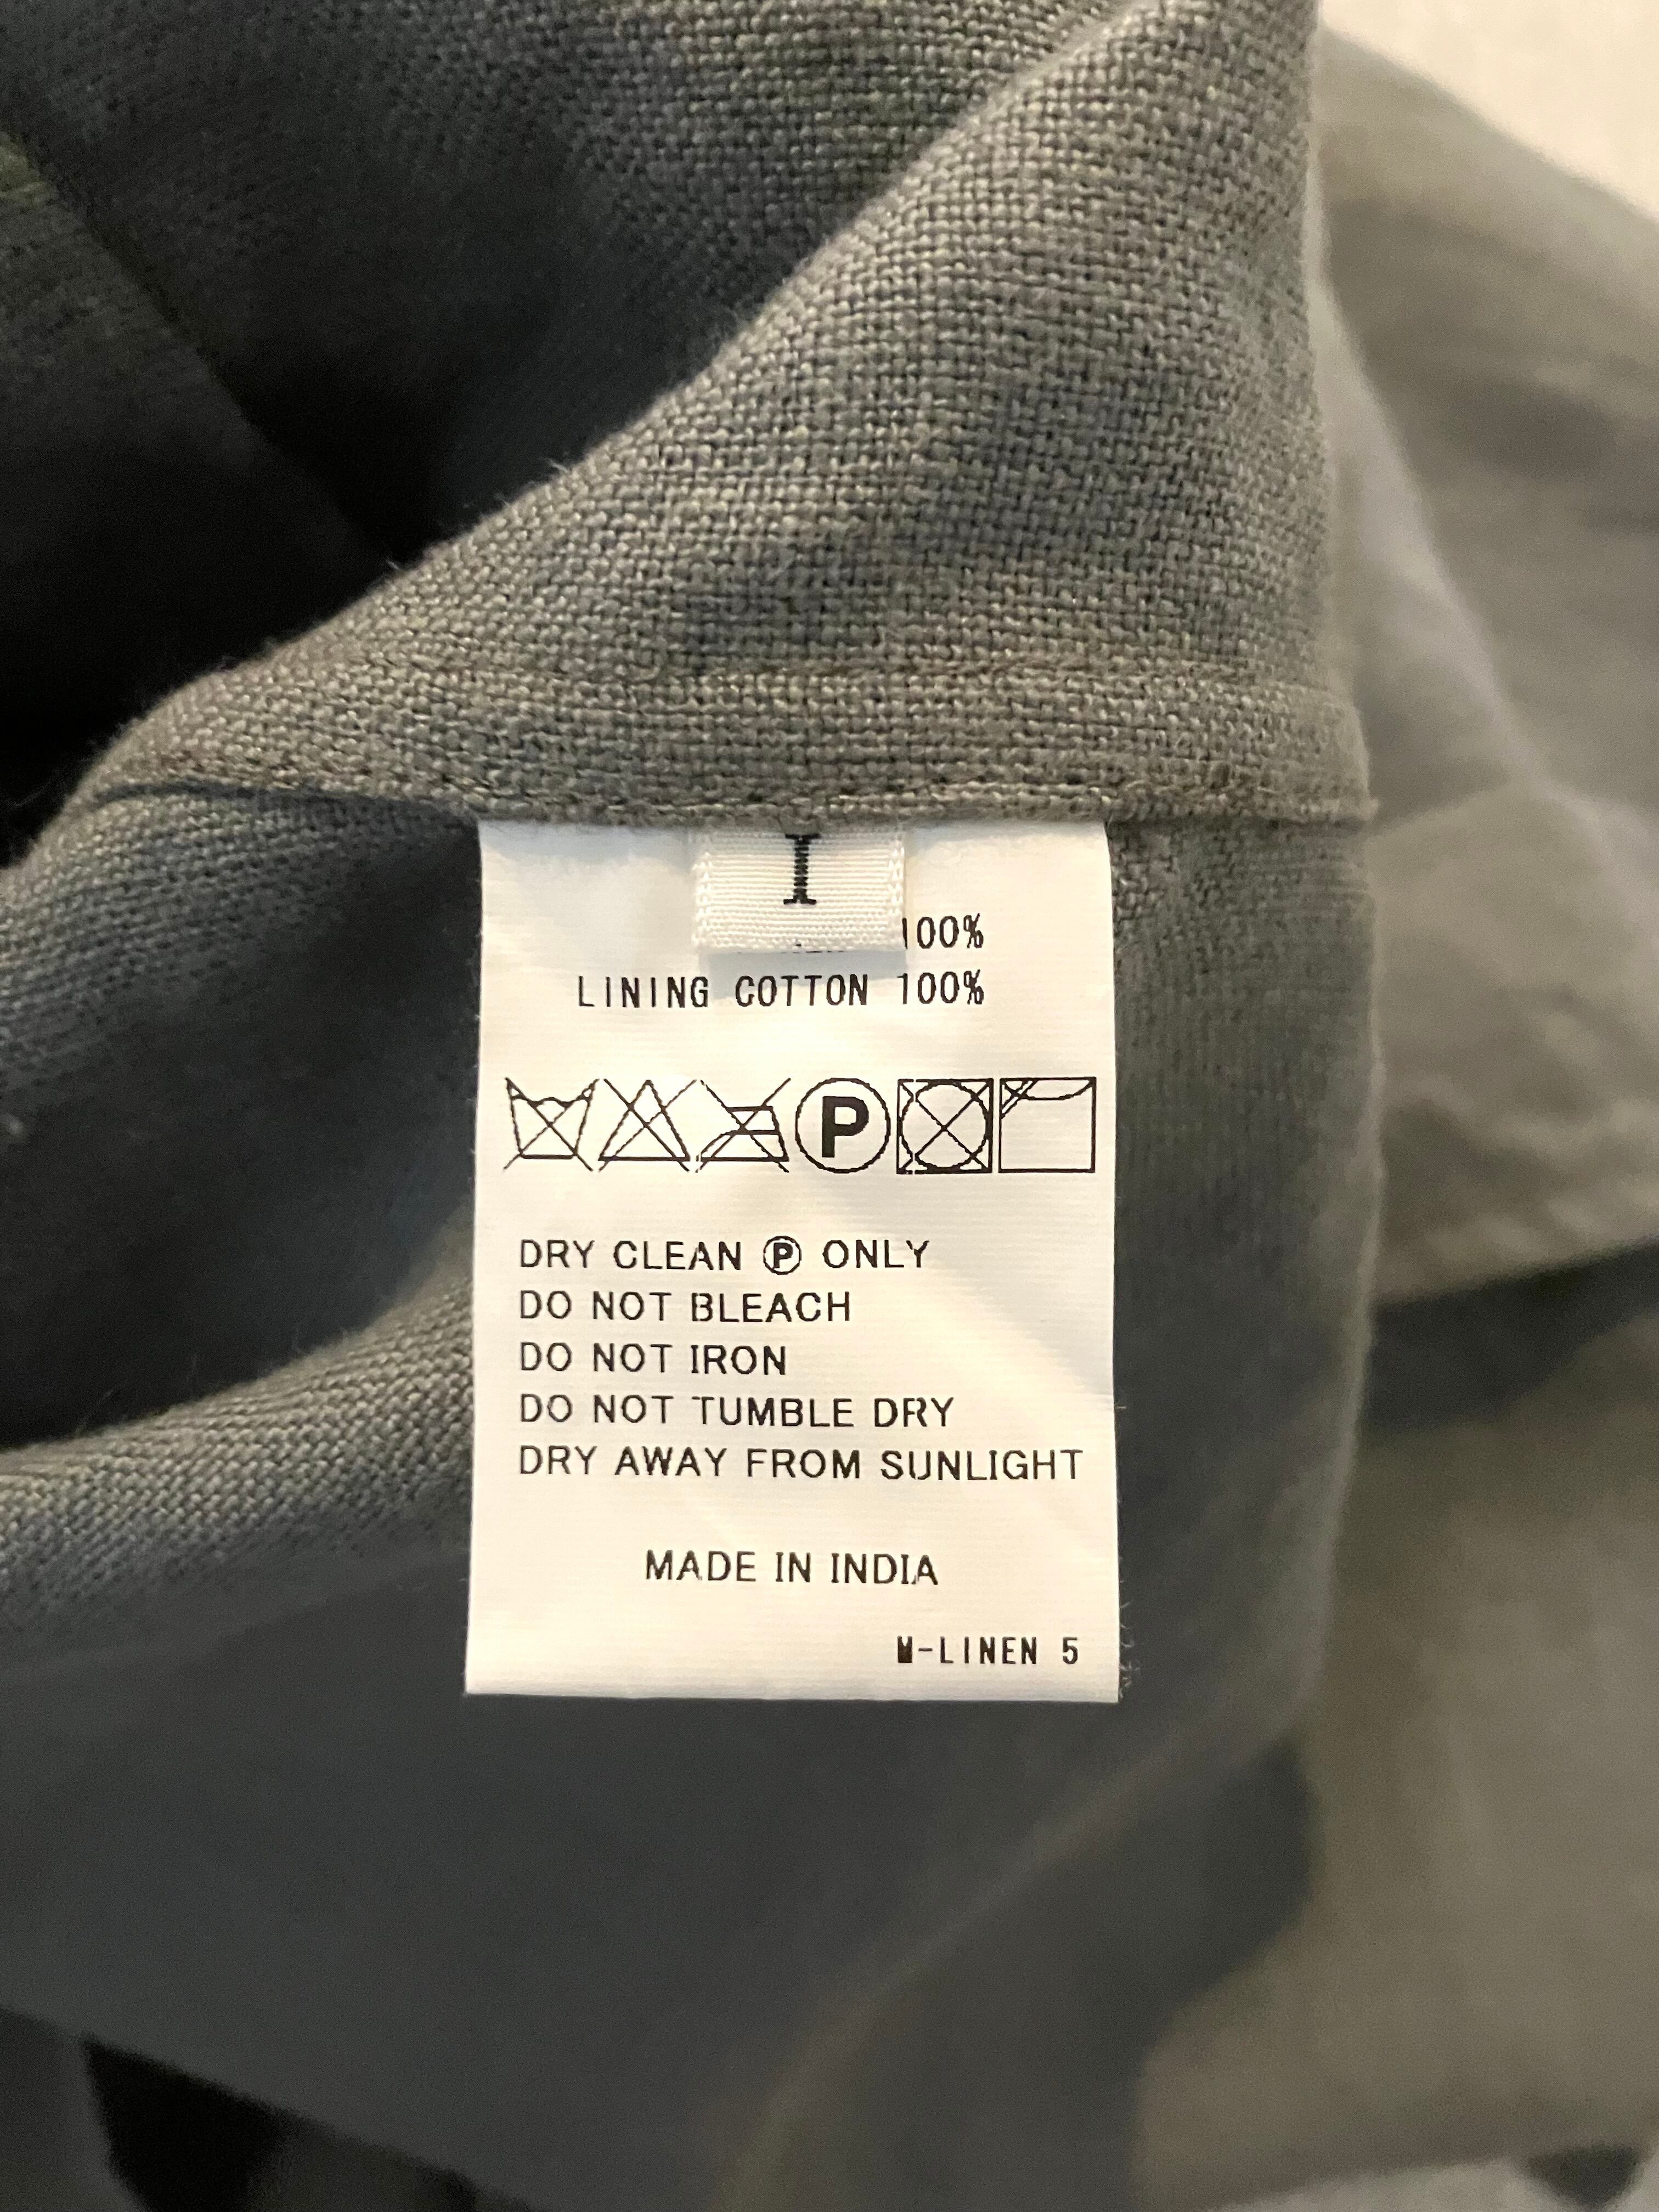 I
100%
LINING COTTON 100%
P
DRY CLEAN Ⓟ ONLY
DO NOT BLEACH
DO NOT IRON
DO NOT TUMBLE DRY
DRY AWAY FROM SUNLIGHT
MADE IN INDIA
M-LINEN 5